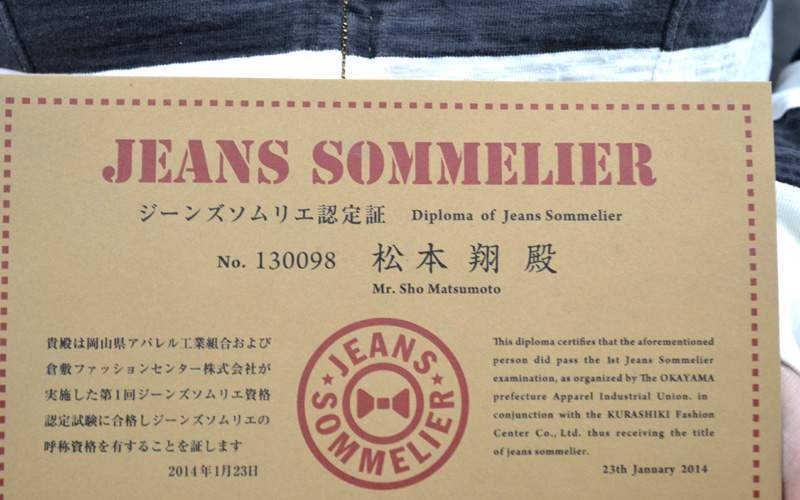 JEANS SOMMELIER
ジーンズソムリエ認定証 Diploma of Jeans Sommelier
No. 130098 松本 翔 殿
Mr. Sho Matsumoto
貴殿は岡山県アパレル工業組合および
倉敷ファッションセンター株式会社が
実施した第1回ジーンズソムリエ資格
認定試験に合格しジーンズソムリエの
呼称資格を有することを証します
2014年1月23日
JEANS
SOMMELIER
This diploma certifies that the aforementioned
person did pass the 1st Jeans Sommelier
examination, as organized by The OKAYAMA
prefecture Apparel Industrial Union. in
conjunction with the KURASHIKI Fashion
Center Co., Ltd. thus receiving the title
of jeans sommelier.
23th January 2014